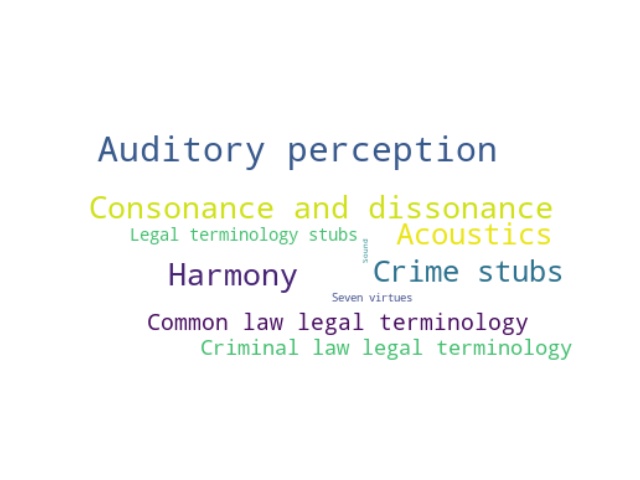 Auditory perception
Consonance and dissonance
Legal terminology stubs
Acoustics
Sound
Harmony
Crime stubs
Seven virtues
Common law legal terminology
Criminal law legal terminology